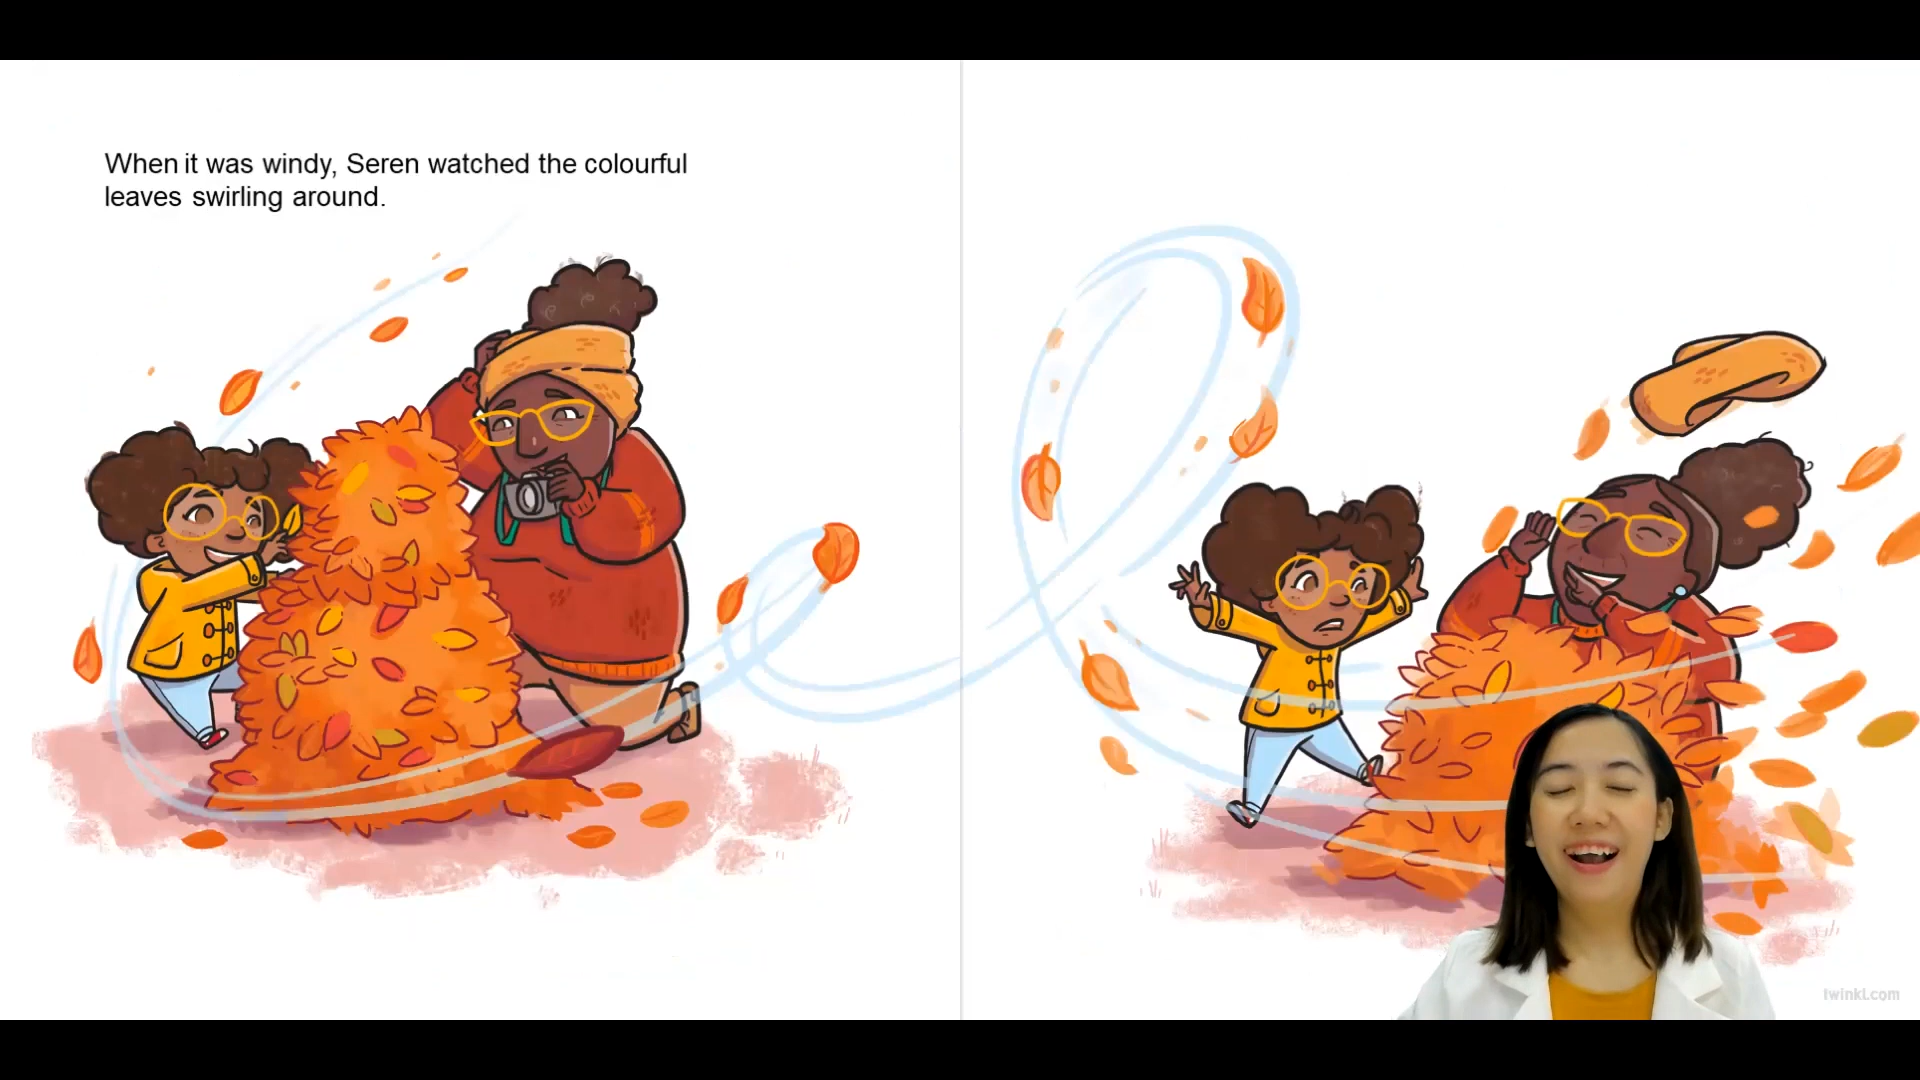 When it was windy, Seren watched the colourful
leaves swirling around.
twinkl.com